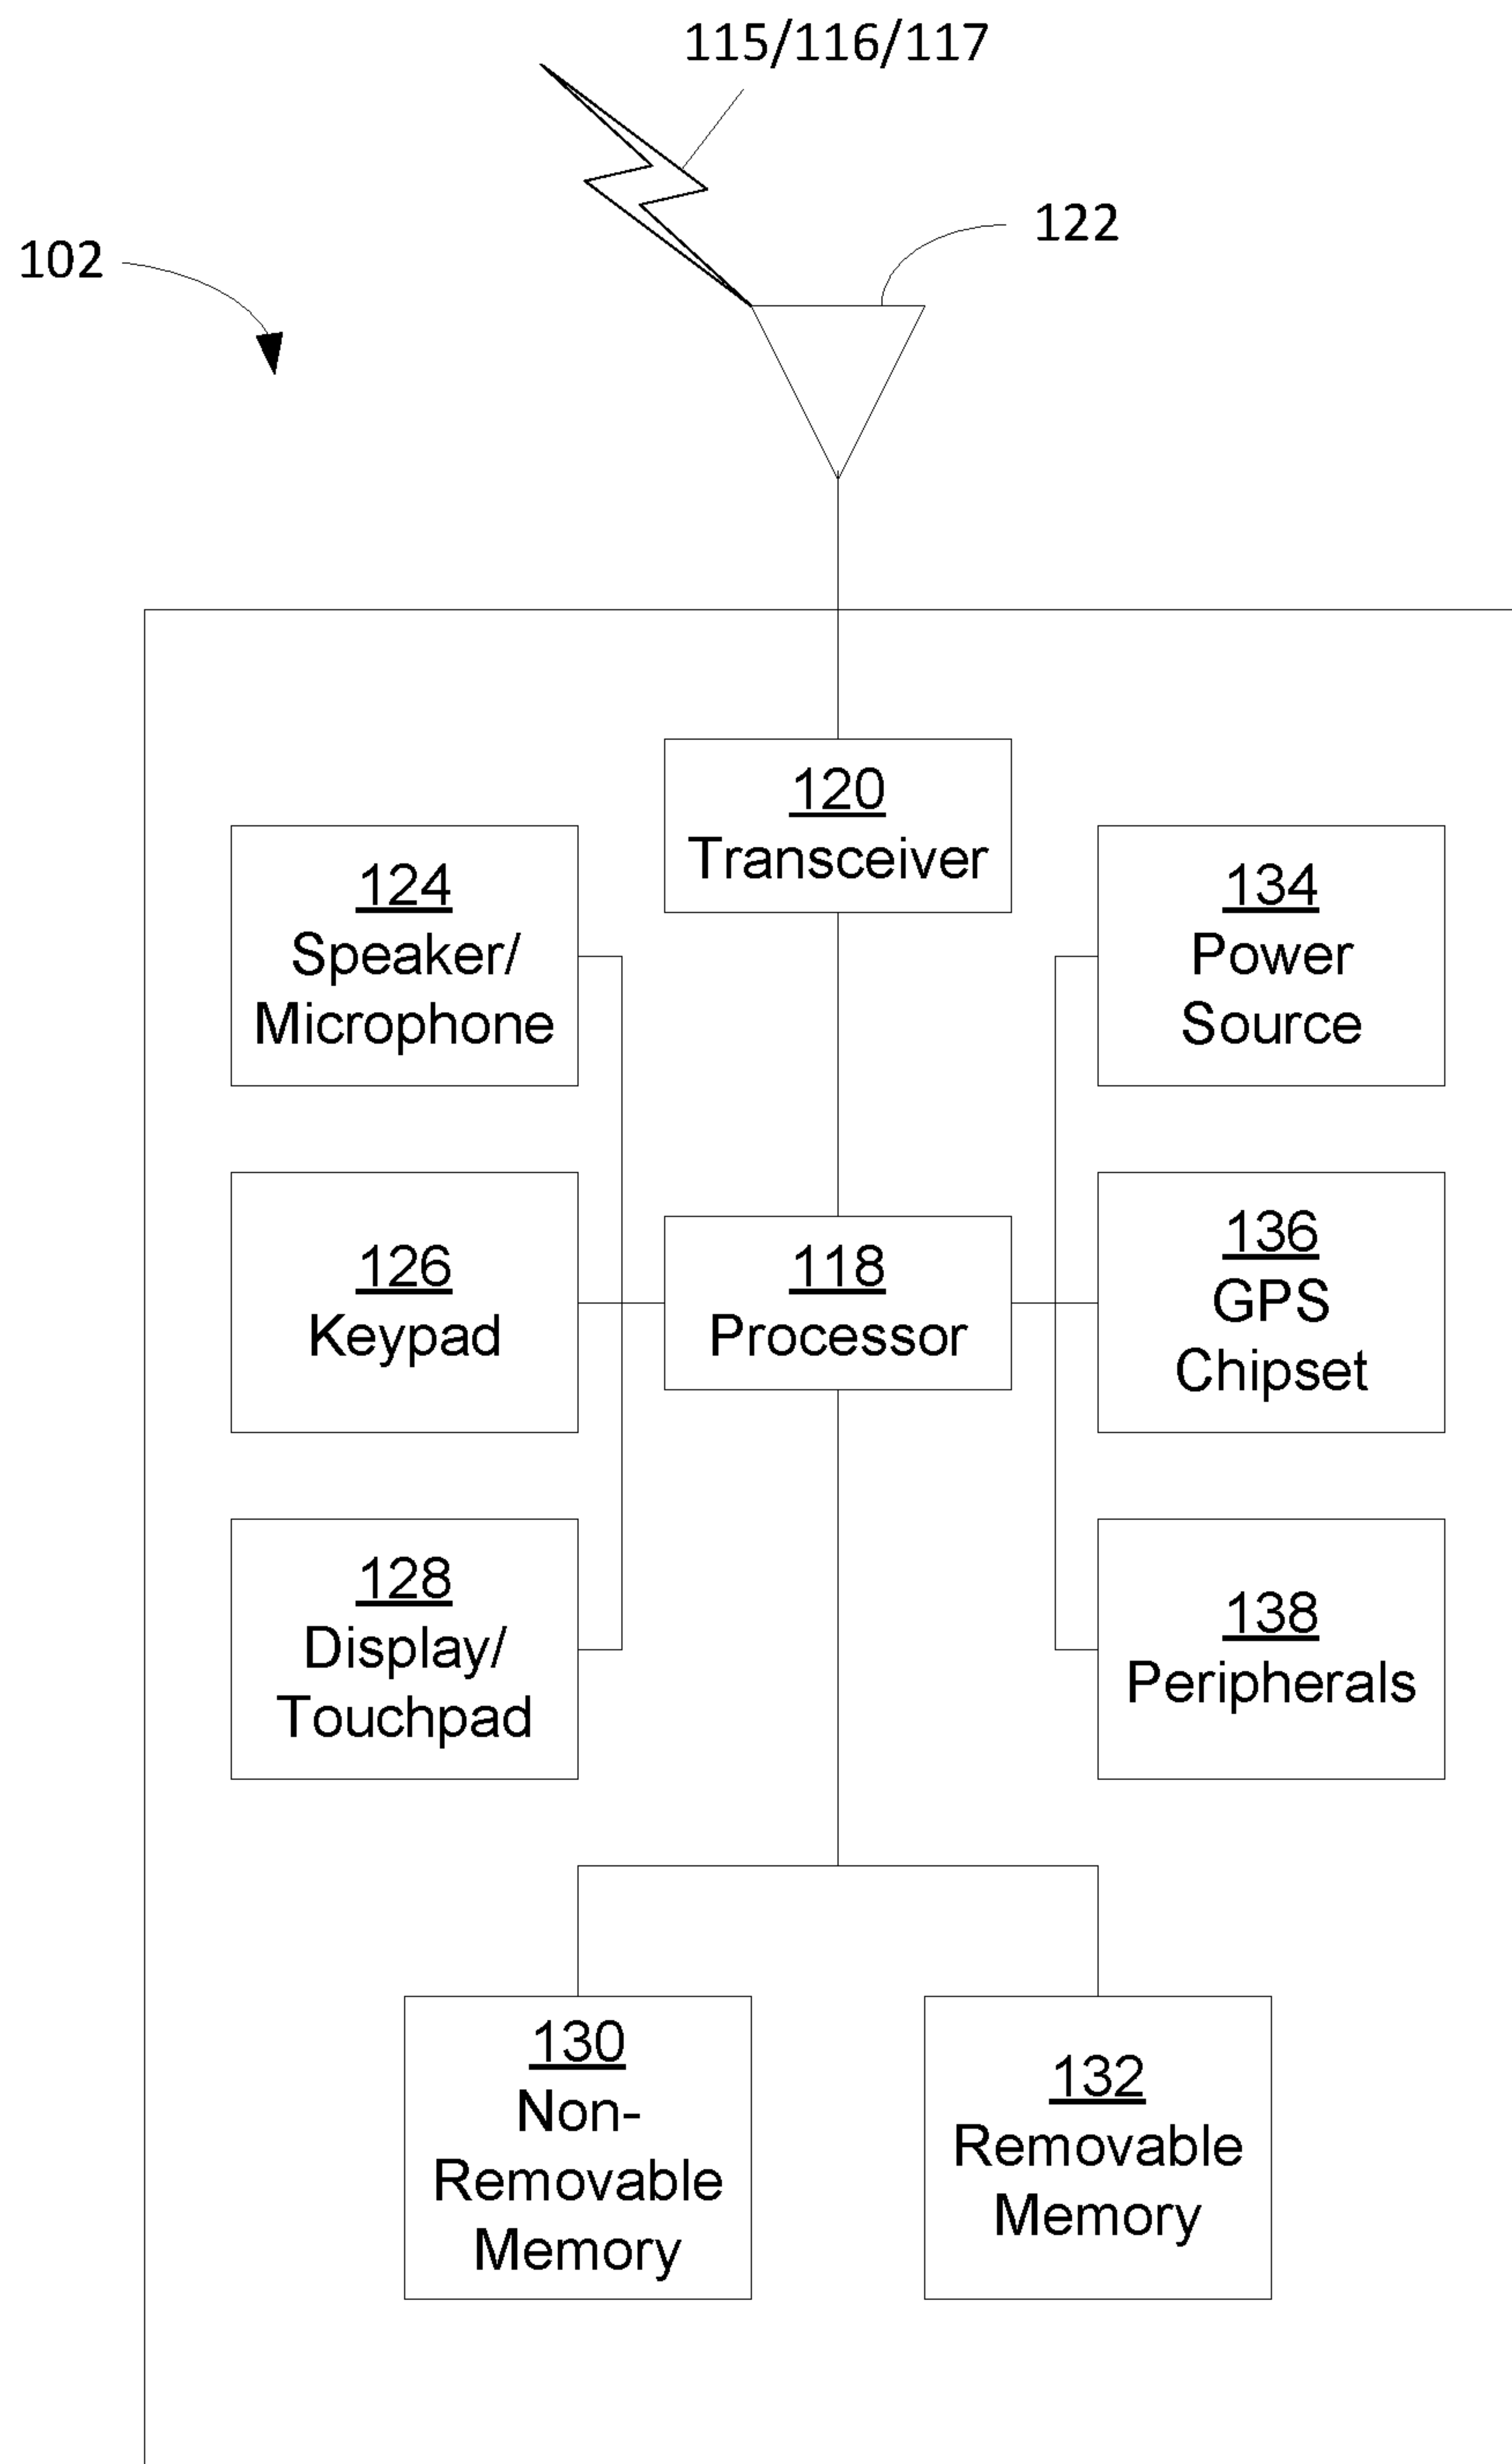 115/116/117
122
102
120
Transceiver
124
Speaker/
Microphone
134
Power
Source
126
Keypad
118
Processor
136
GPS
Chipset
128
Display/
Touchpad
138
Peripherals
130
Non-
Removable
Memory
132
Removable
Memory